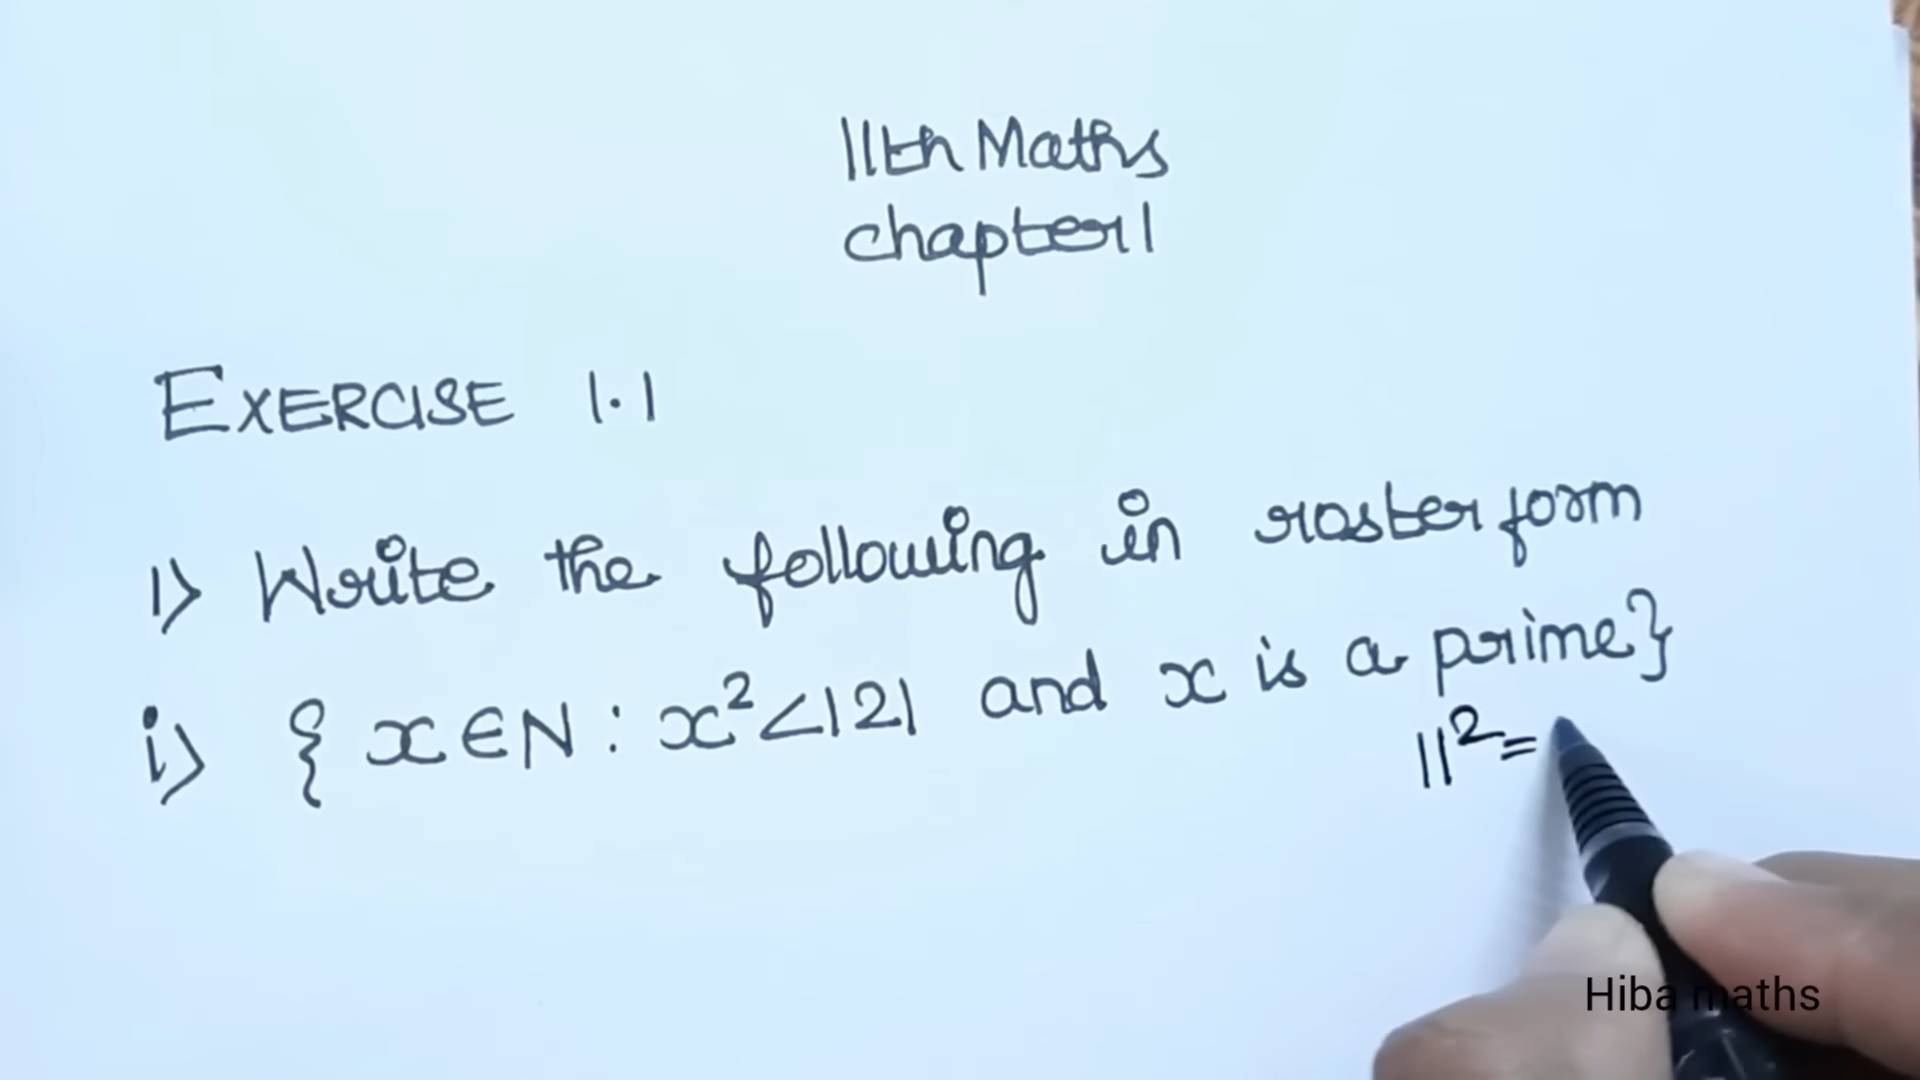 11th Maths
chapter 1
EXERCISE 1.1
1) Write the following in roster form
i) { x ∈ N : x² < 121 and x is a prime}
11² =
Hiba maths